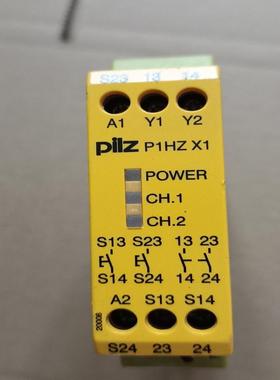 S23 13 14
A1 Y1 Y2
pilz P1HZ X1
POWER
CH.1
CH.2
S13 S23 13 23
S14 S24 14 24
A2 S13 S14
20008
S24 23 24